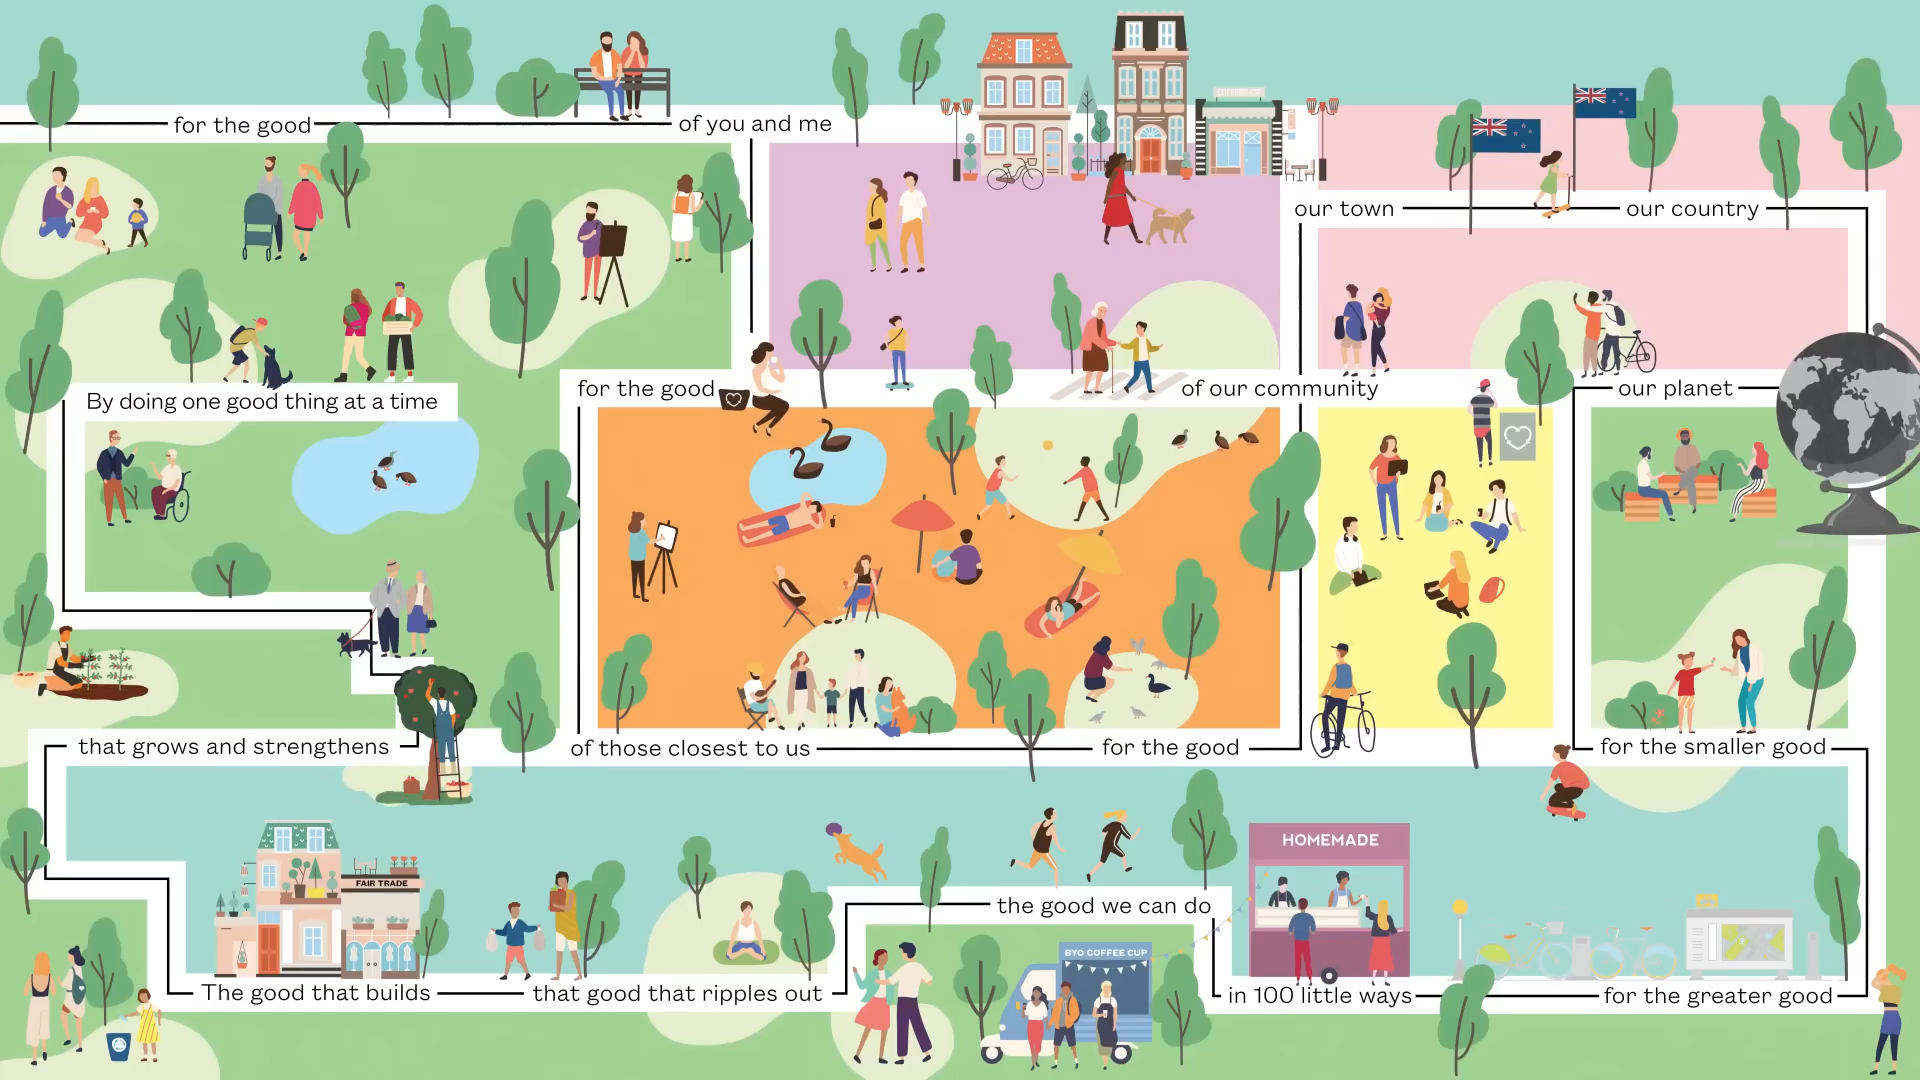 for the good
of you and me
COFFEESHOP
our town
our country
for the good
of our community
our planet
By doing one good thing at a time
that grows and strengthens
of those closest to us
for the good
for the smaller good
HOMEMADE
FAIR TRADE
the good we can do
BYO COFFEE CUP
The good that builds
that good that ripples out
in 100 little ways
for the greater good